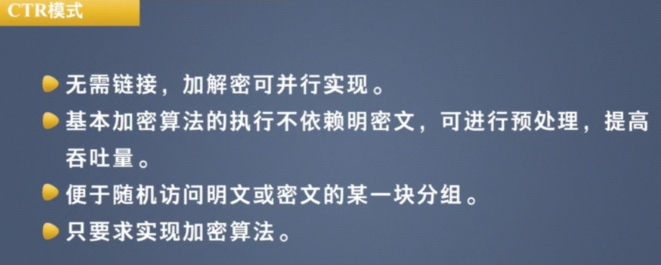 CTR模式
无需链接，加解密可并行实现。
基本加密算法的执行不依赖明密文，可进行预处理，提高
吞吐量。
便于随机访问明文或密文的某一块分组。
只要求实现加密算法。